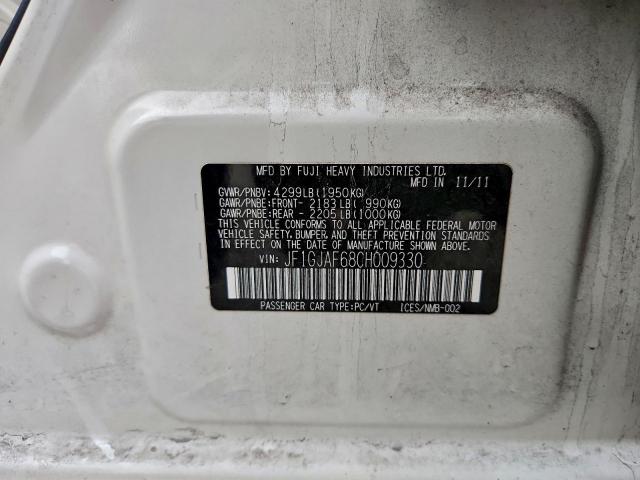 MFD BY FUJI HEAVY INDUSTRIES LTD.
MFD IN 11/11
GVWR/PNBV: 4299LB(1950KG)
GAWR/PNBE:FRONT- 2183LB( 990KG)
GAWR/PNBE:REAR - 2205LB(1000KG)
THIS VEHICLE CONFORMS TO ALL APPLICABLE FEDERAL MOTOR
VEHICLE SAFETY, BUMPER, AND THEFT PREVENTION STANDARDS
IN EFFECT ON THE DATE OF MANUFACTURE SHOWN ABOVE.
VIN: JF1GJAF68CH009330
PASSENGER CAR TYPE:PC/VT ICES/NMB-002